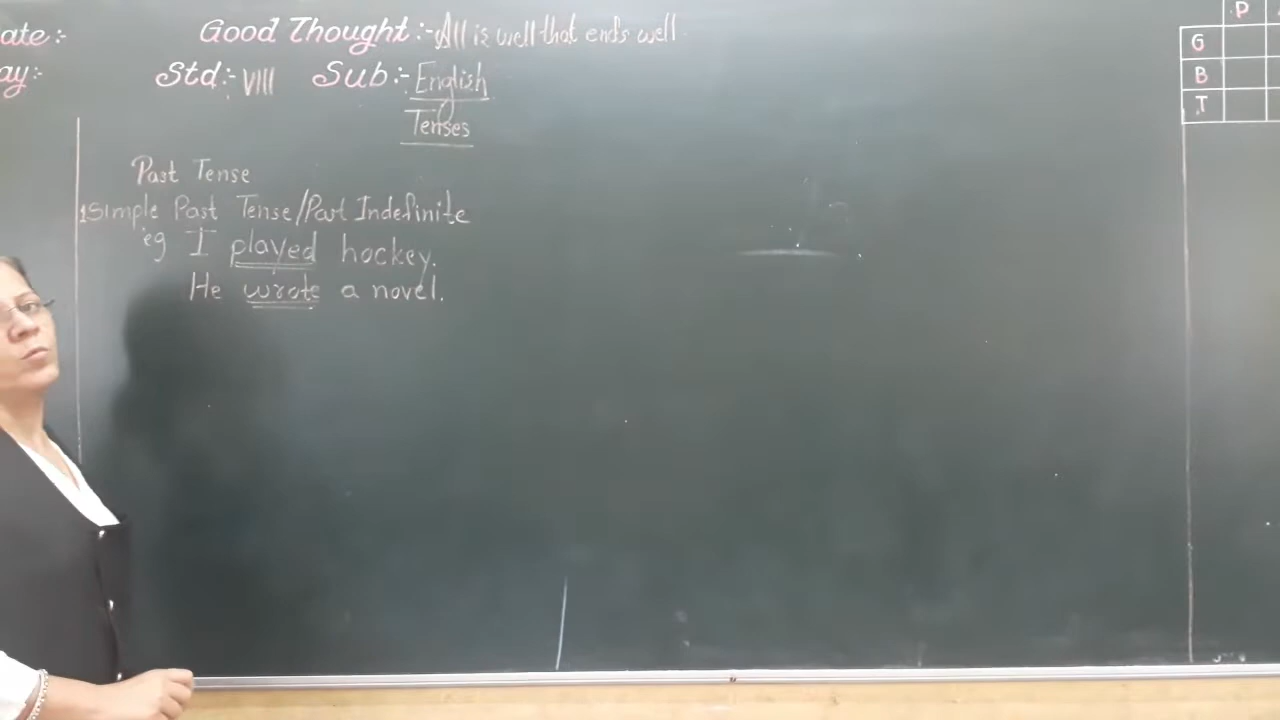 ate:-
Good Thought:- All is well that ends well
ay:-
Std:- VIII Sub:- English
Tenses
Past Tense
1 Simple Past Tense/Past Indefinite
eg I played hockey.
He wrote a novel.
P
G
B
T